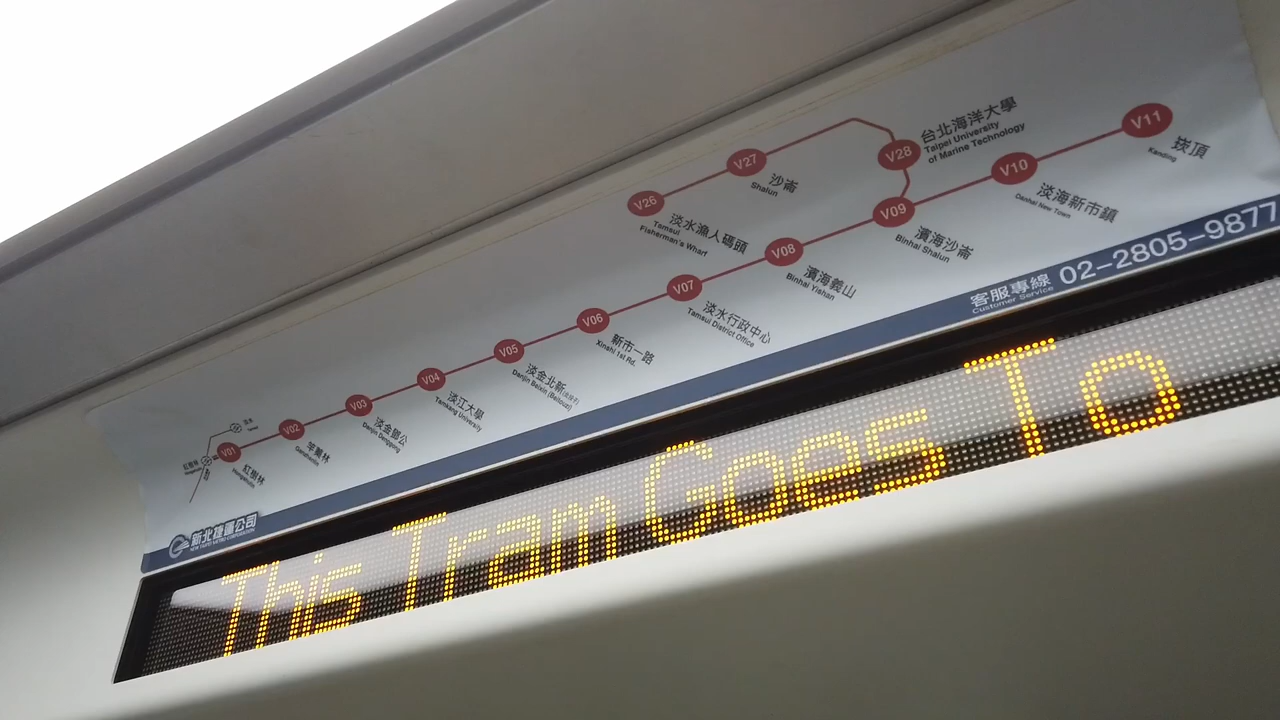 V26
淡水漁人碼頭
Tamsui
Fisherman's Wharf
V27
沙崙
Shalun
V28
台北海洋大學
Taipei University
of Marine Technology
V01
紅樹林
V02
竿蓁林
Ganzhenlin
V03
淡金鄧公
Danjin Denggong
V04
淡江大學
Tamkang University
V05
淡金北新
Danjin Beixin (Beitouzi)
V06
新市一路
Xinshi 1st Rd.
V07
淡水行政中心
Tamsui District Office
V08
濱海義山
Binhai Yishan
V09
濱海沙崙
Binhai Shalun
V10
淡海新市鎮
Danhai New Town
V11
崁頂
Kanding
新北捷運公司
NEW TAIPEI METRO CORPORATION
客服專線 02-2805-9877
Customer Service
This Tram Goes To